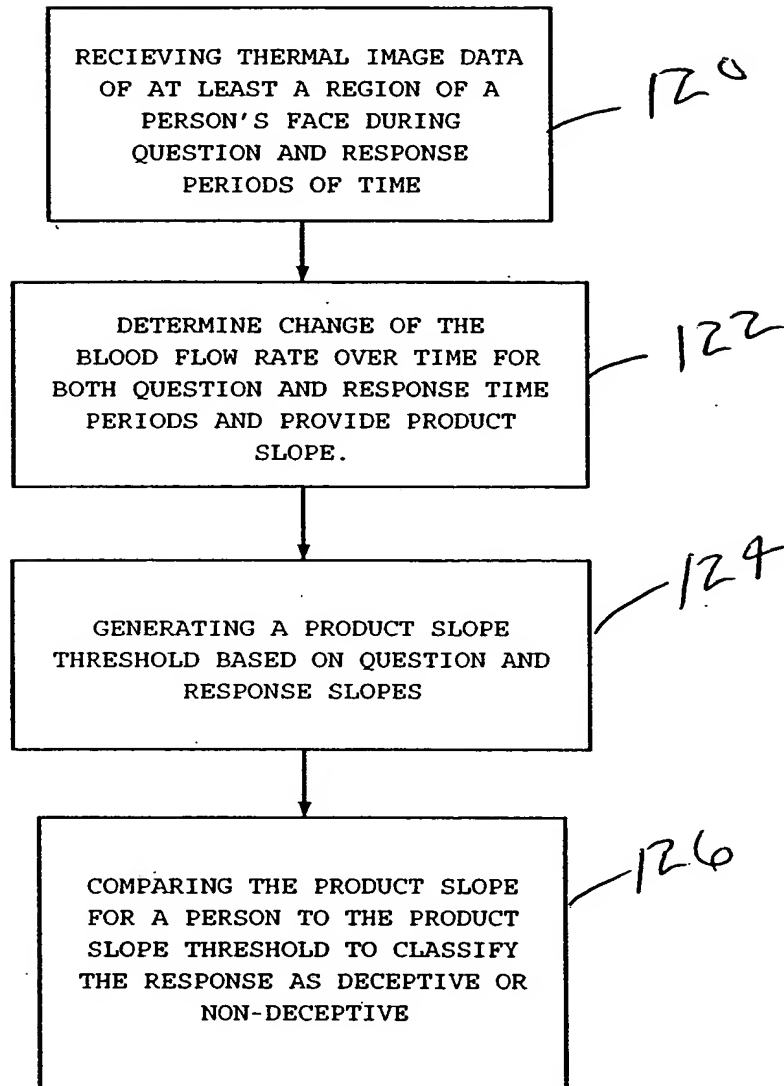 RECIEVING THERMAL IMAGE DATA
OF AT LEAST A REGION OF A
PERSON'S FACE DURING
QUESTION AND RESPONSE
PERIODS OF TIME
120
DETERMINE CHANGE OF THE
BLOOD FLOW RATE OVER TIME FOR
BOTH QUESTION AND RESPONSE TIME
PERIODS AND PROVIDE PRODUCT
SLOPE.
122
GENERATING A PRODUCT SLOPE
THRESHOLD BASED ON QUESTION AND
RESPONSE SLOPES
124
COMPARING THE PRODUCT SLOPE
FOR A PERSON TO THE PRODUCT
SLOPE THRESHOLD TO CLASSIFY
THE RESPONSE AS DECEPTIVE OR
NON-DECEPTIVE
126